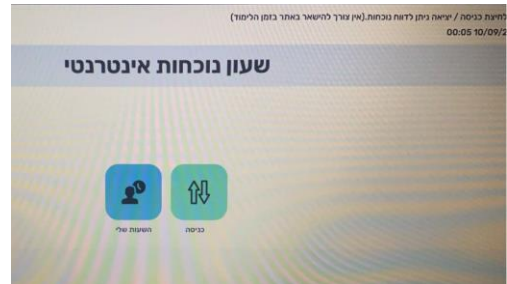 לחיצת כניסה / יציאה ניתן לדווח נוכחות.(אין צורך להישאר באתר בזמן הלימוד)
00:05 10/09/2
שעון נוכחות אינטרנטי
כניסה
השעות שלי